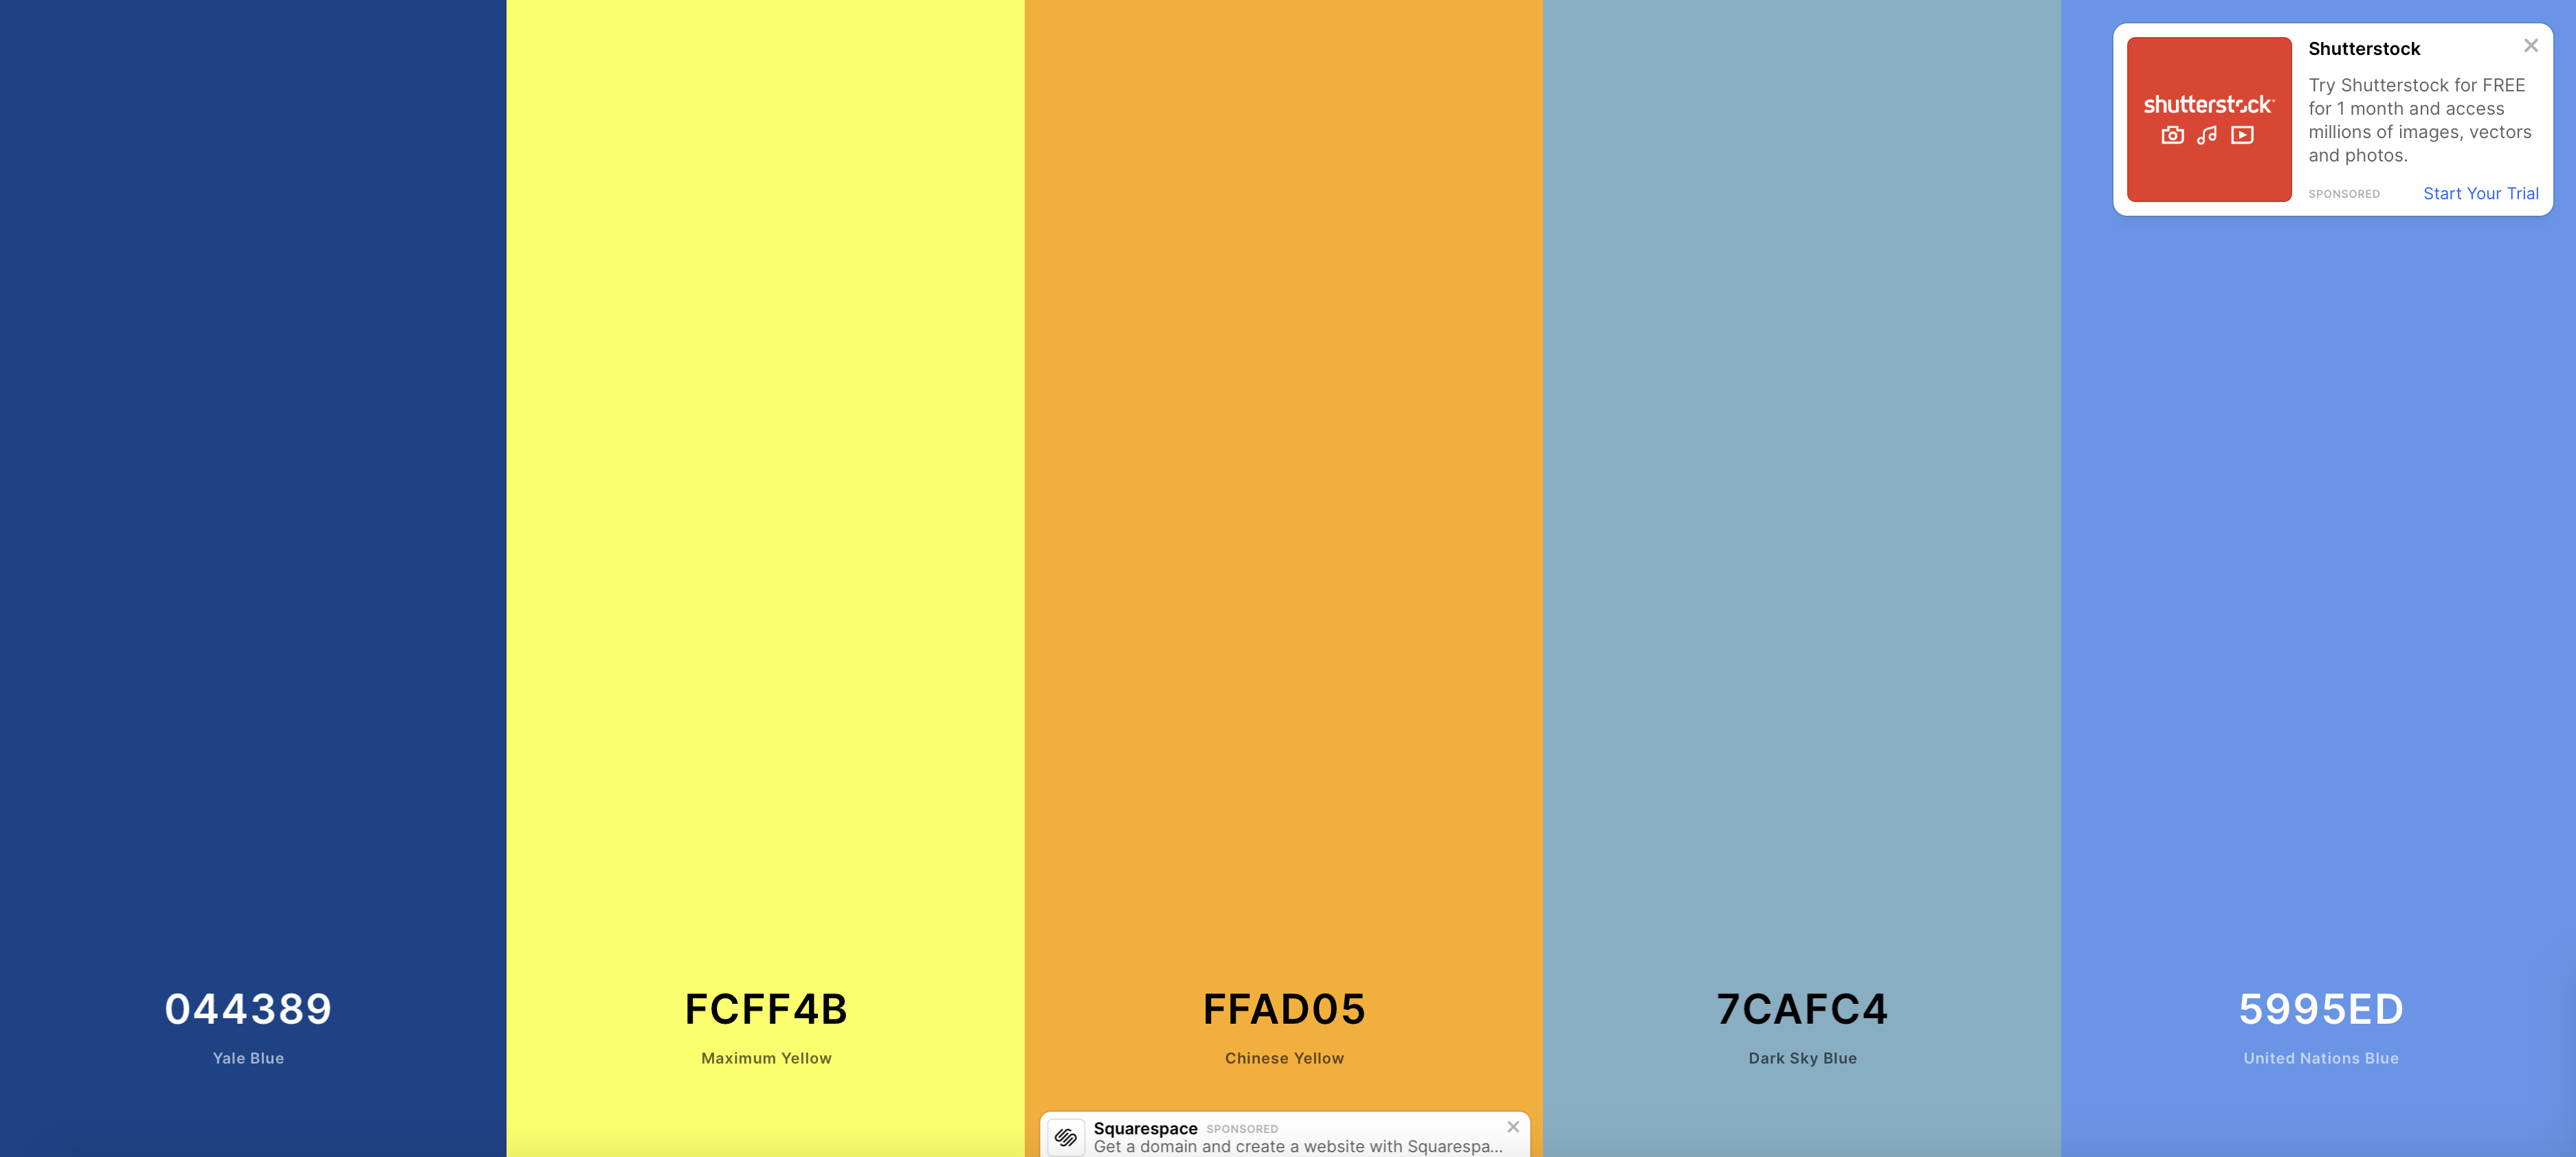 shutterstock
Shutterstock
Try Shutterstock for FREE
for 1 month and access
millions of images, vectors
and photos.
SPONSORED
Start Your Trial
044389
Yale Blue
FCFF4B
Maximum Yellow
FFAD05
Chinese Yellow
7CAFC4
Dark Sky Blue
5995ED
United Nations Blue
Squarespace SPONSORED
Get a domain and create a website with Squarespa...